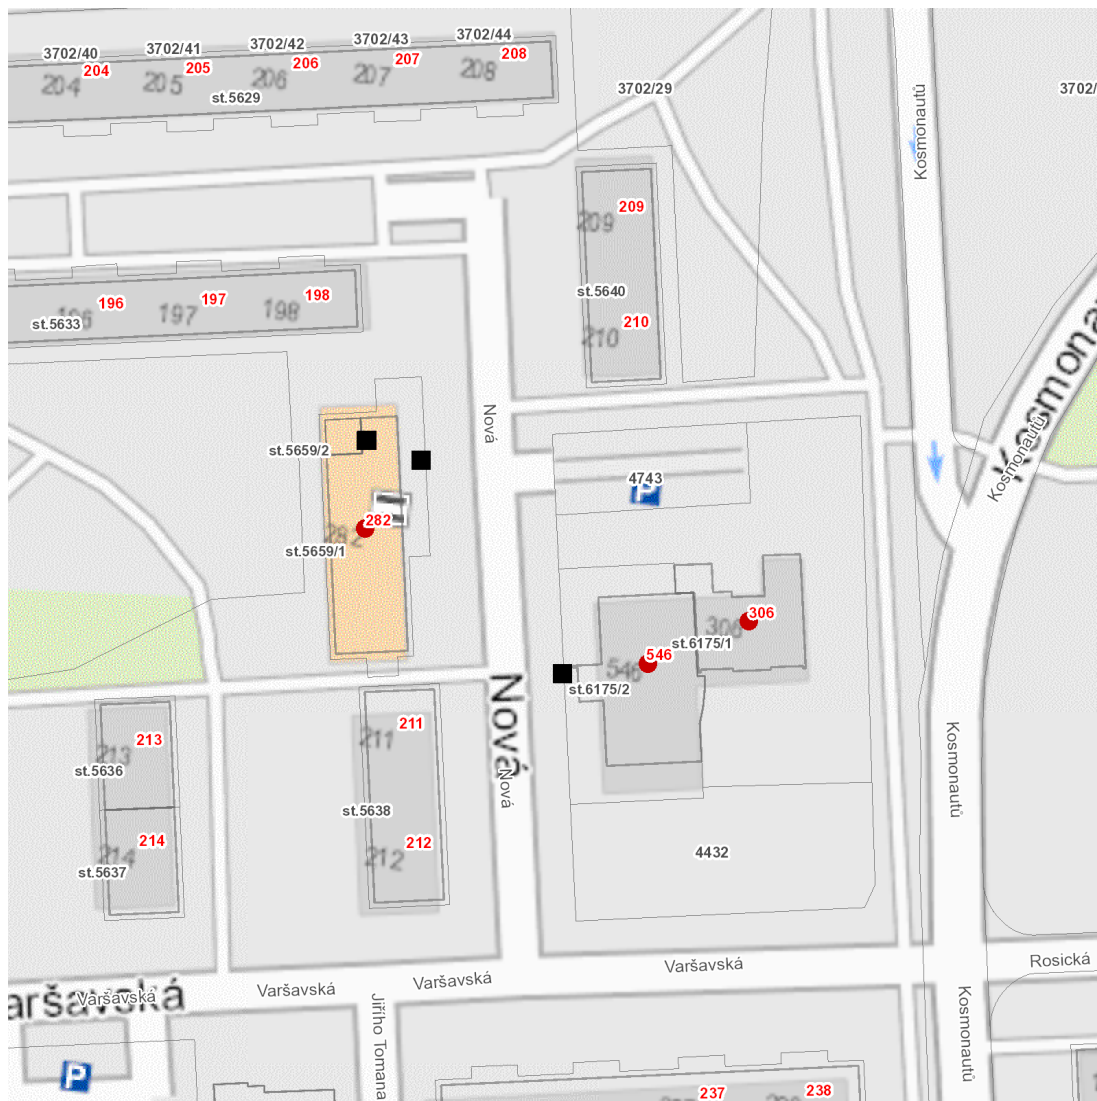 3702/40 3702/41 3702/42 3702/43 3702/44
204 205 206 207 208
204 205 206 207 208
st.5629
3702/29
3702/
Kosmonautů
209
209
st.5640
210
210
196 197 198
197 198
st.5633
Nová
Kosmona
Kosmonautů
st.5659/2
4743
P
282
282
st.5659/1
306
306
st.6175/1
546
546
st.6175/2
Nová
Nová
213
213
st.5636
211
211
st.5638
214
214
st.5637
212
212
4432
Kosmonautů
Varšavská
Varšavská
Varšavská
Rosická
aršavská
Varšavská
Jiřího Tomana
Kosmonautů
P
237 238